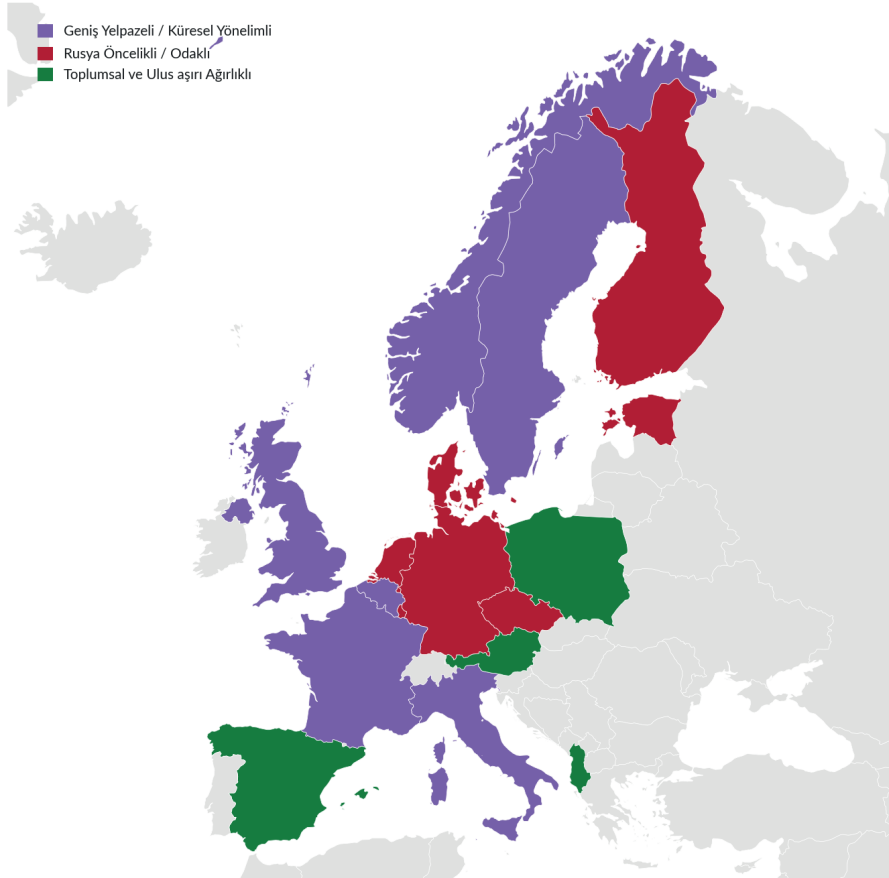 Geniş Yelpazeli / Küresel Yönelimli
Rusya Öncelikli / Odaklı
Toplumsal ve Ulus aşırı Ağırlıklı